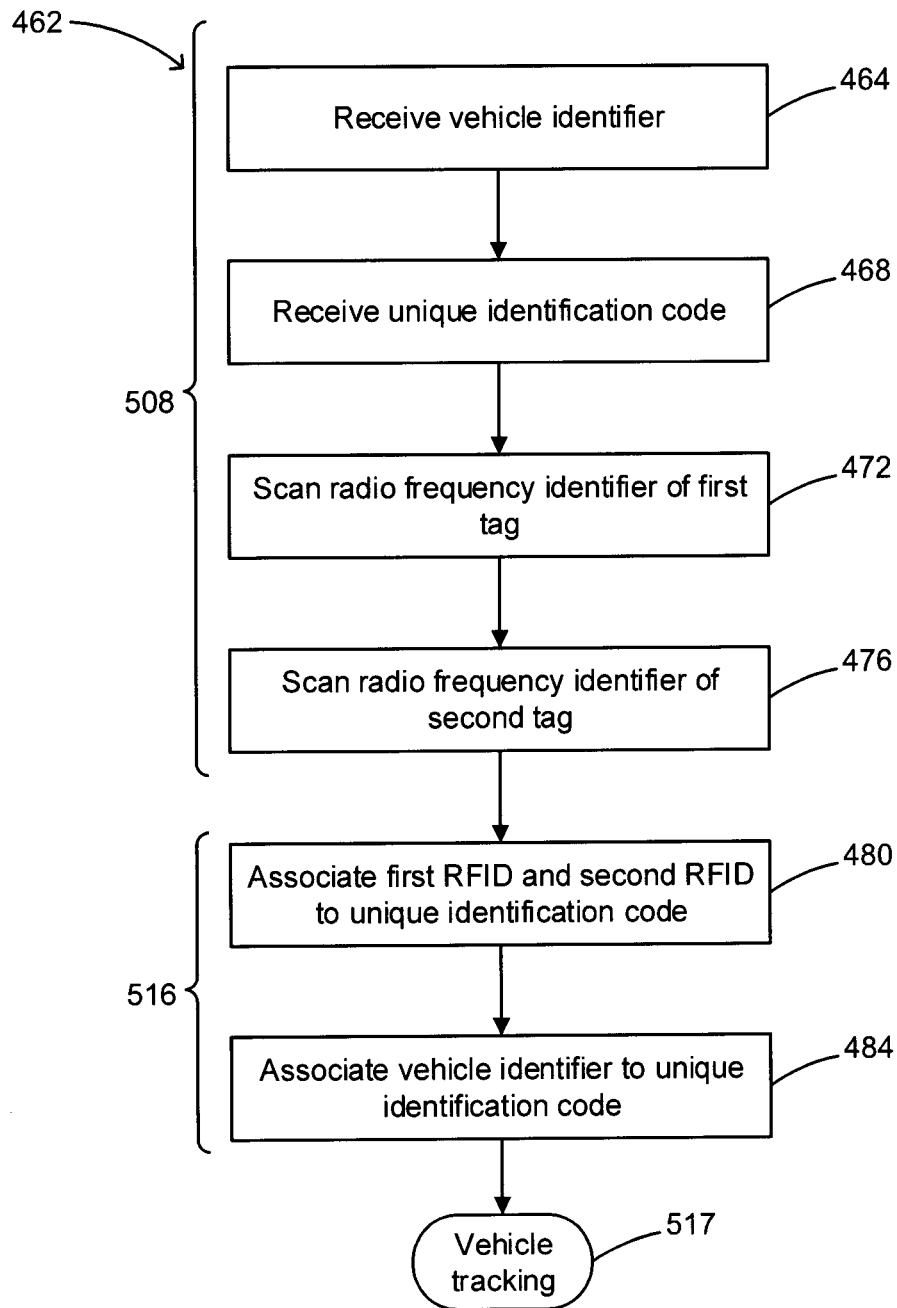 462
464
Receive vehicle identifier
468
Receive unique identification code
508
472
Scan radio frequency identifier of first
tag
476
Scan radio frequency identifier of
second tag
480
Associate first RFID and second RFID
to unique identification code
516
484
Associate vehicle identifier to unique
identification code
517
Vehicle
tracking